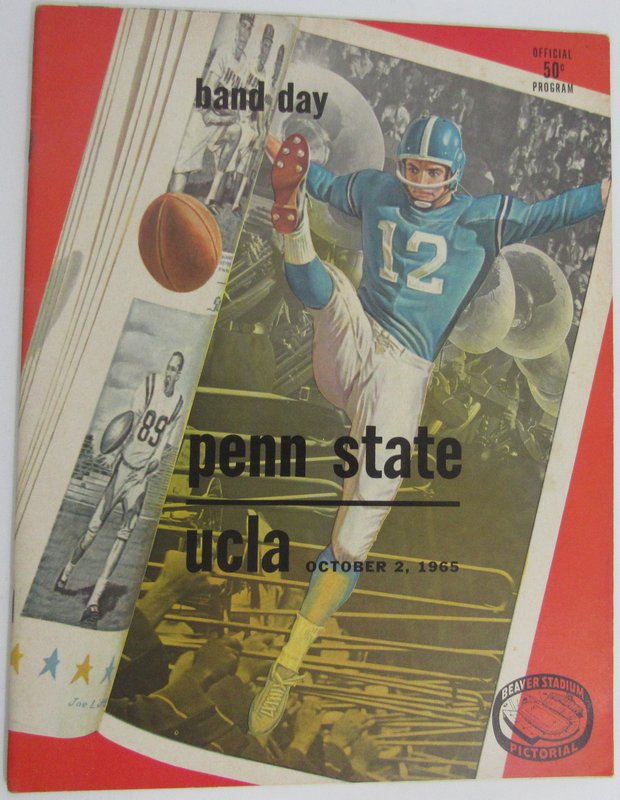 OFFICIAL
50¢
PROGRAM
band day
12
89
penn state
ucla
OCTOBER 2, 1965
BEAVER STADIUM
PICTORIAL